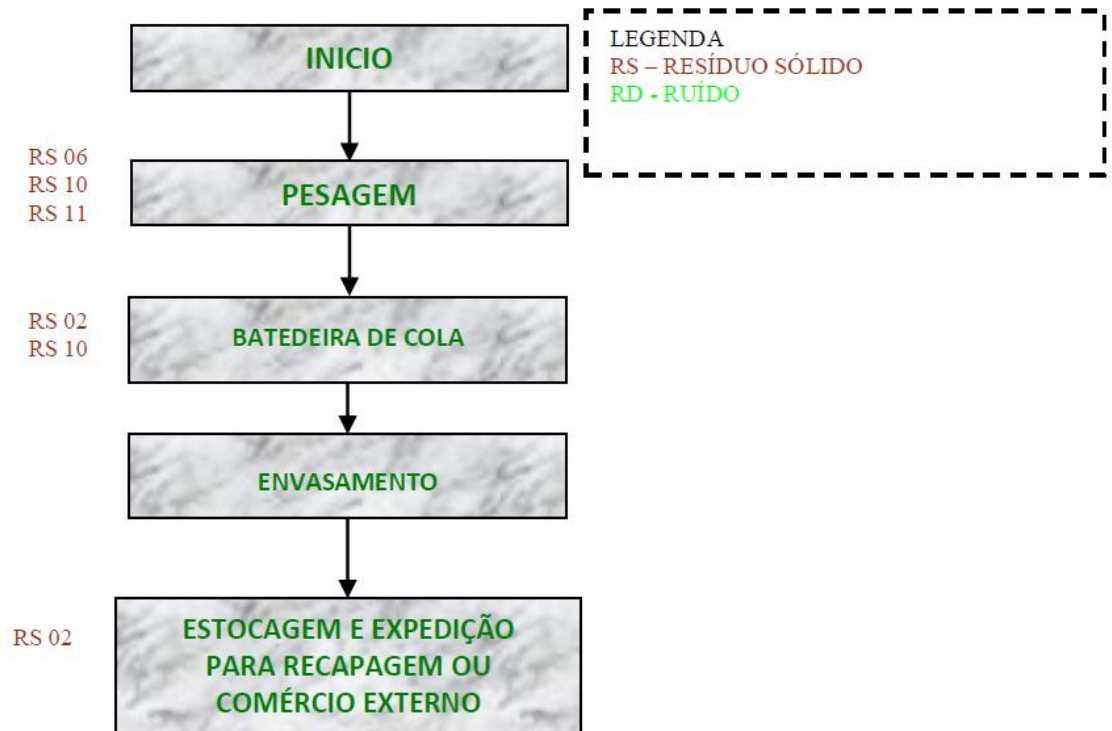 INICIO
LEGENDA
RS – RESÍDUO SÓLIDO
RD - RUÍDO
RS 06
RS 10
RS 11
PESAGEM
RS 02
RS 10
BATEDEIRA DE COLA
ENVASAMENTO
RS 02
ESTOCAGEM E EXPEDIÇÃO
PARA RECAPAGEM OU
COMÉRCIO EXTERNO